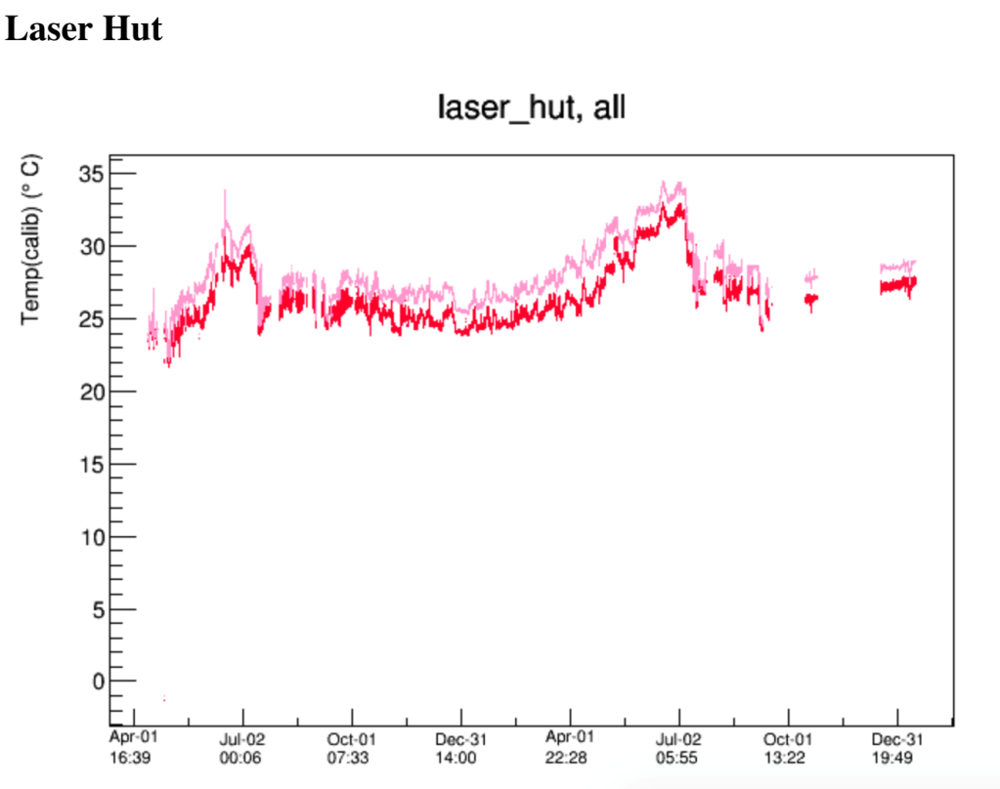 Laser Hut
laser_hut, all
Temp(calib) (° C)
35
30
25
20
15
10
5
0
Apr-01 Jul-02 Oct-01 Dec-31 Apr-01 Jul-02 Oct-01 Dec-31
16:39 00:06 07:33 14:00 22:28 05:55 13:22 19:49